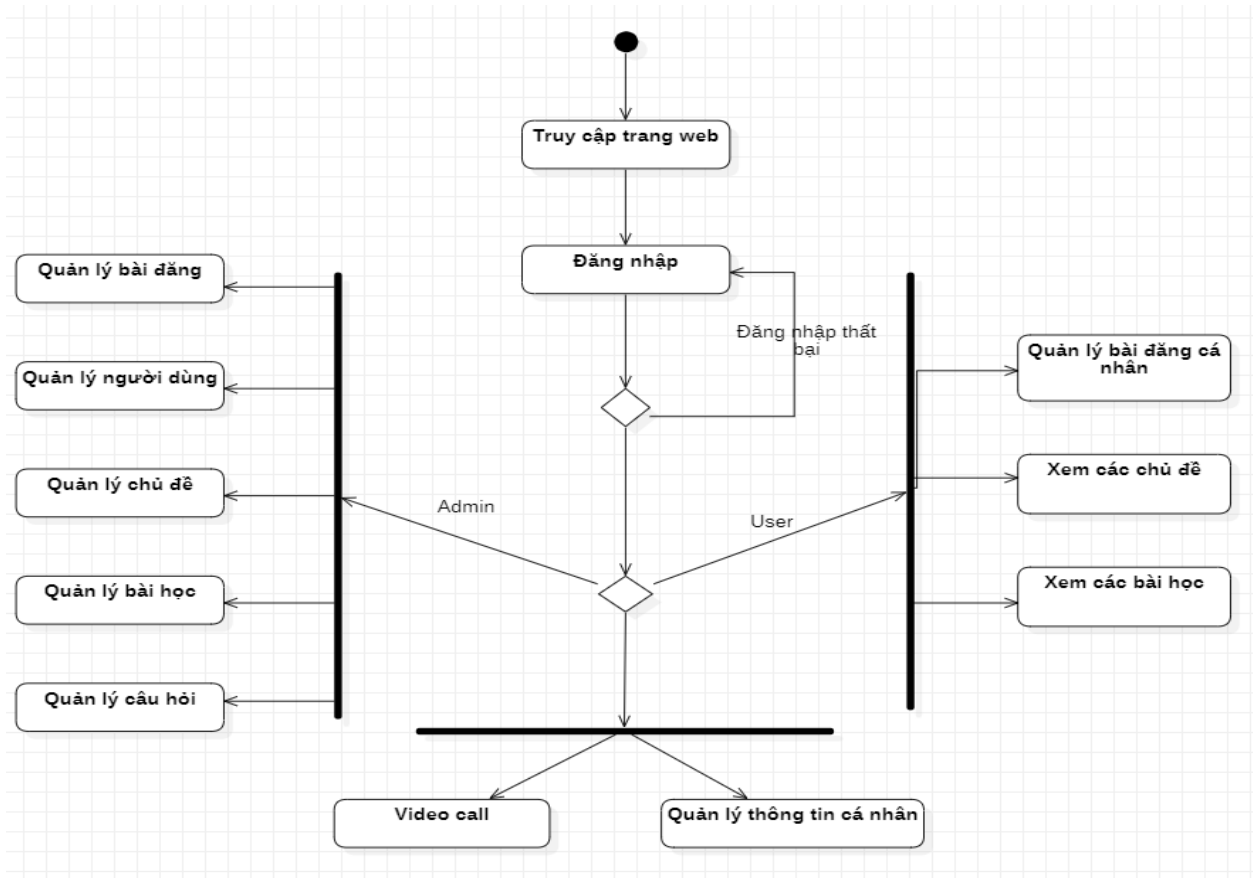 Truy cập trang web
Đăng nhập
Đăng nhập thất
bại
Quản lý bài đăng
Quản lý người dùng
Quản lý chủ đề
Quản lý bài học
Quản lý câu hỏi
Admin
User
Quản lý bài đăng cá
nhân
Xem các chủ đề
Xem các bài học
Video call
Quản lý thông tin cá nhân